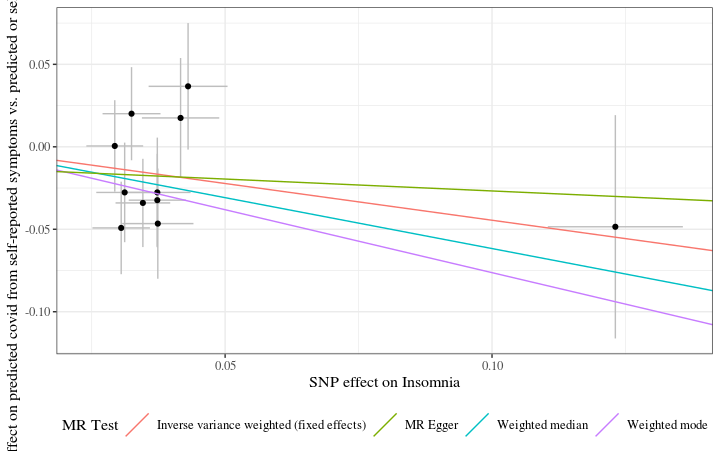 ffect on predicted covid from self-reported symptoms vs. predicted or se
0.05
0.00
-0.05
-0.10
0.05
0.10
SNP effect on Insomnia
MR Test
Inverse variance weighted (fixed effects)
MR Egger
Weighted median
Weighted mode